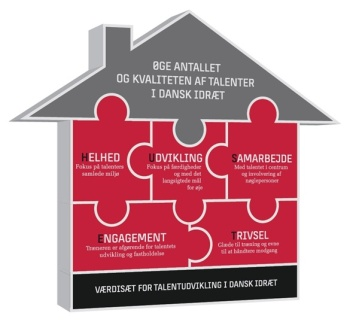 ØGE ANTALLET
OG KVALITETEN AF TALENTER
I DANSK IDRÆT
HELHED
Fokus på talenters
samlede miljø
UDVIKLING
Fokus på færdigheder
og med det
langsigtede mål
for øje
SAMARBEJDE
Med talentet i centrum
og involvering af
nøglepersoner
ENGAGEMENT
Træneren er afgørende for talentets
udvikling og fastholdelse
TRIVSEL
Glæde til træning og evne
til at håndtere modgang
VÆRDISÆT FOR TALENTUDVIKLING I DANSK IDRÆT